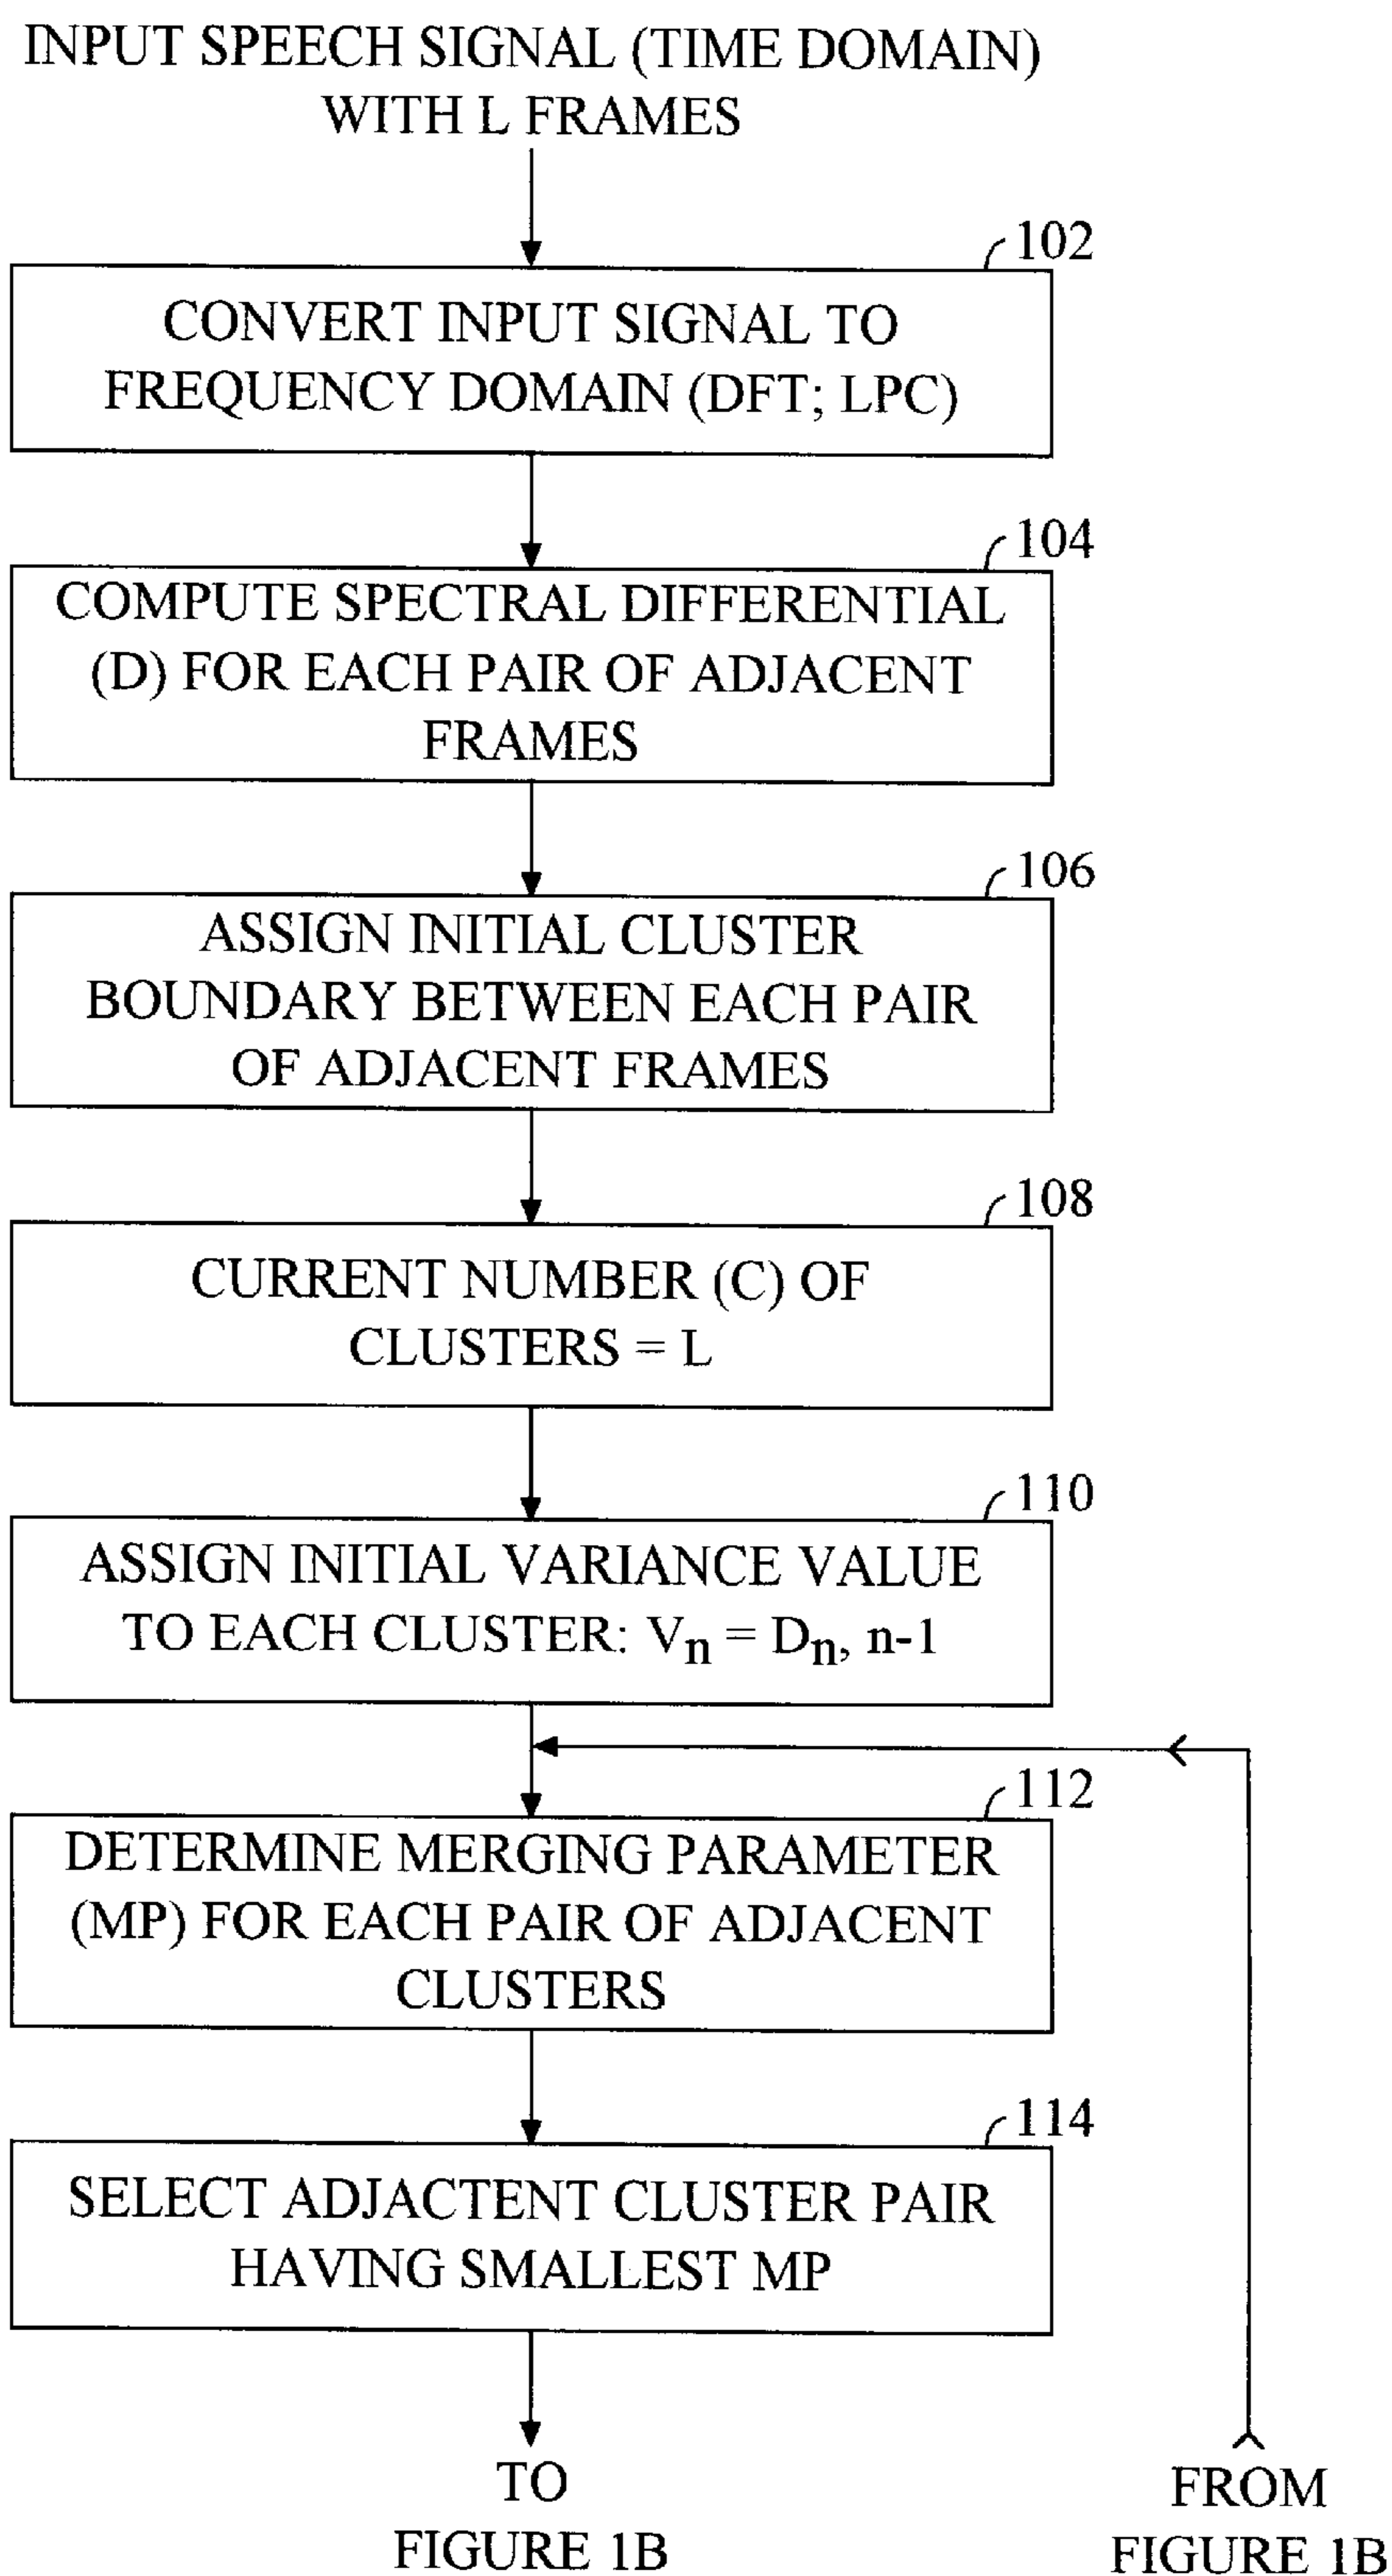 INPUT SPEECH SIGNAL (TIME DOMAIN)
WITH L FRAMES
102
CONVERT INPUT SIGNAL TO
FREQUENCY DOMAIN (DFT; LPC)
104
COMPUTE SPECTRAL DIFFERENTIAL
(D) FOR EACH PAIR OF ADJACENT
FRAMES
106
ASSIGN INITIAL CLUSTER
BOUNDARY BETWEEN EACH PAIR
OF ADJACENT FRAMES
108
CURRENT NUMBER (C) OF
CLUSTERS = L
110
ASSIGN INITIAL VARIANCE VALUE
TO EACH CLUSTER: Vn = Dn, n-1
112
DETERMINE MERGING PARAMETER
(MP) FOR EACH PAIR OF ADJACENT
CLUSTERS
114
SELECT ADJACTENT CLUSTER PAIR
HAVING SMALLEST MP
TO
FIGURE 1B
FROM
FIGURE 1B